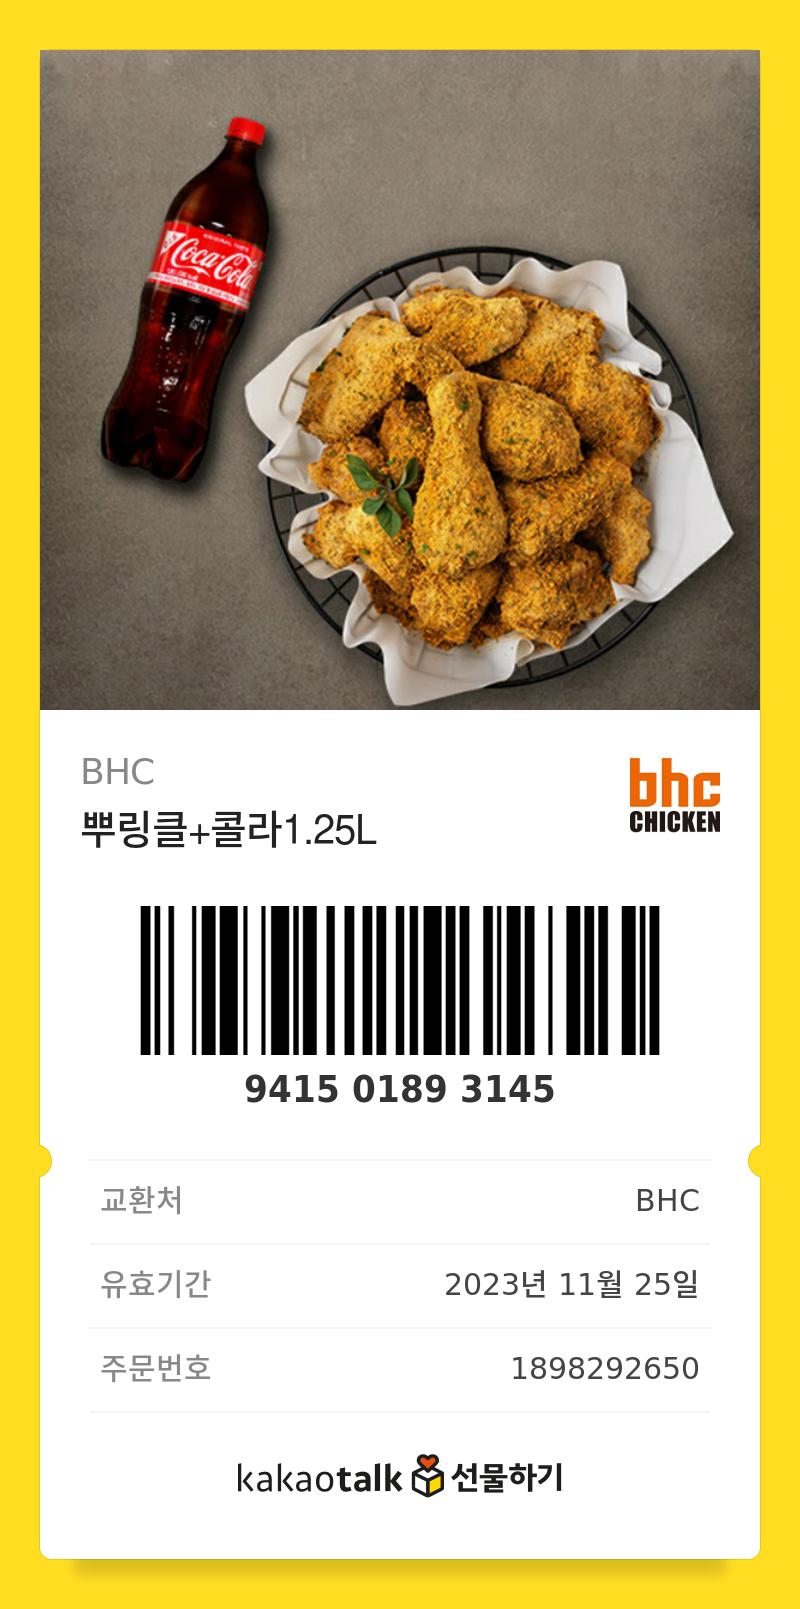 ORIGINAL TASTE
Coca-Cola
BHC
뿌링클+콜라1.25L
bhc
CHICKEN
9415 0189 3145
교환처 BHC
유효기간 2023년 11월 25일
주문번호 1898292650
kakaotalk 선물하기